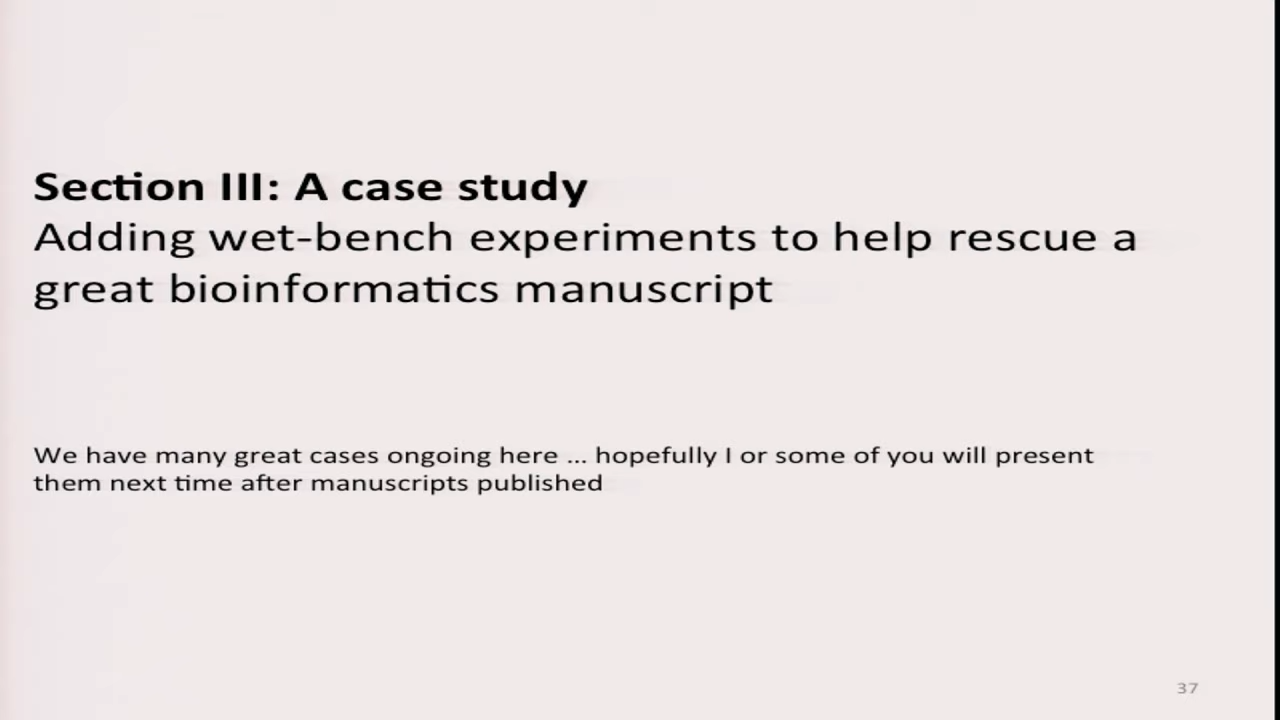 Section III: A case study
Adding wet-bench experiments to help rescue a
great bioinformatics manuscript
We have many great cases ongoing here ... hopefully I or some of you will present
them next time after manuscripts published
37